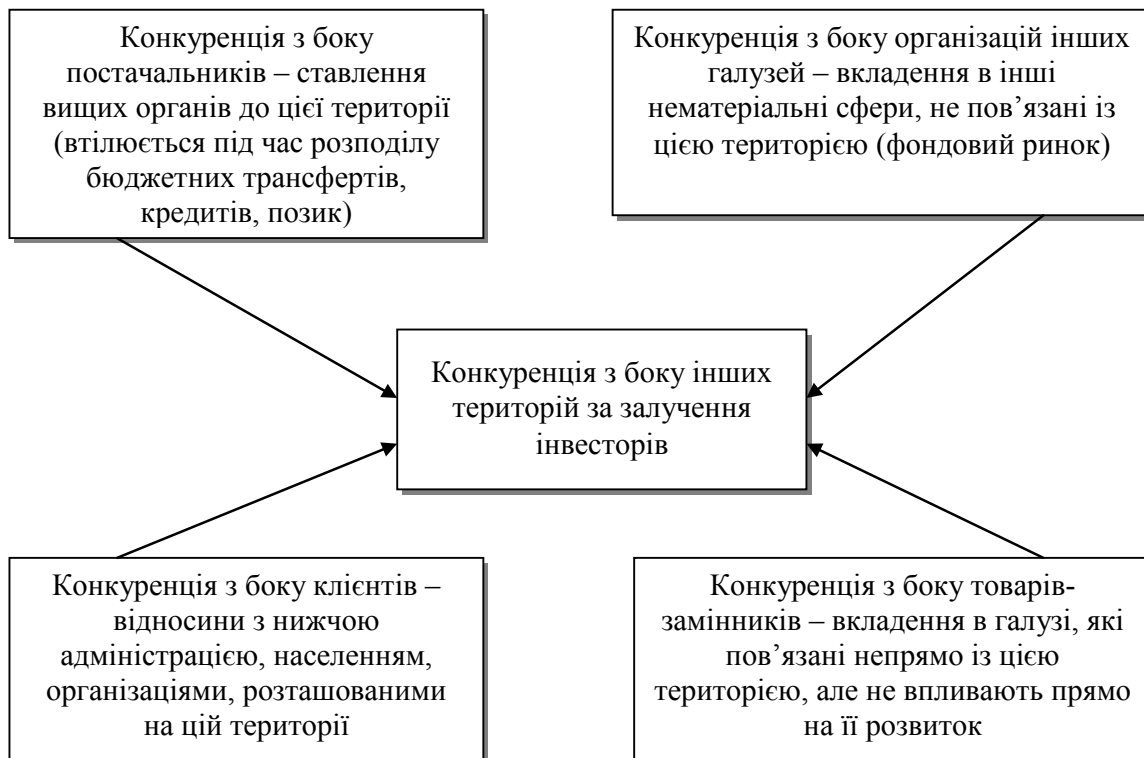 Конкуренція з боку
постачальників – ставлення
вищих органів до цієї території
(втілюється під час розподілу
бюджетних трансфертів,
кредитів, позик)
Конкуренція з боку організацій інших
галузей – вкладення в інші
нематеріальні сфери, не пов’язані із
цією територією (фондовий ринок)
Конкуренція з боку інших
територій за залучення
інвесторів
Конкуренція з боку клієнтів –
відносини з нижчою
адміністрацією, населенням,
організаціями, розташованими
на цій території
Конкуренція з боку товарів-
замінників – вкладення в галузі, які
пов’язані непрямо із цією
територією, але не впливають прямо
на її розвиток